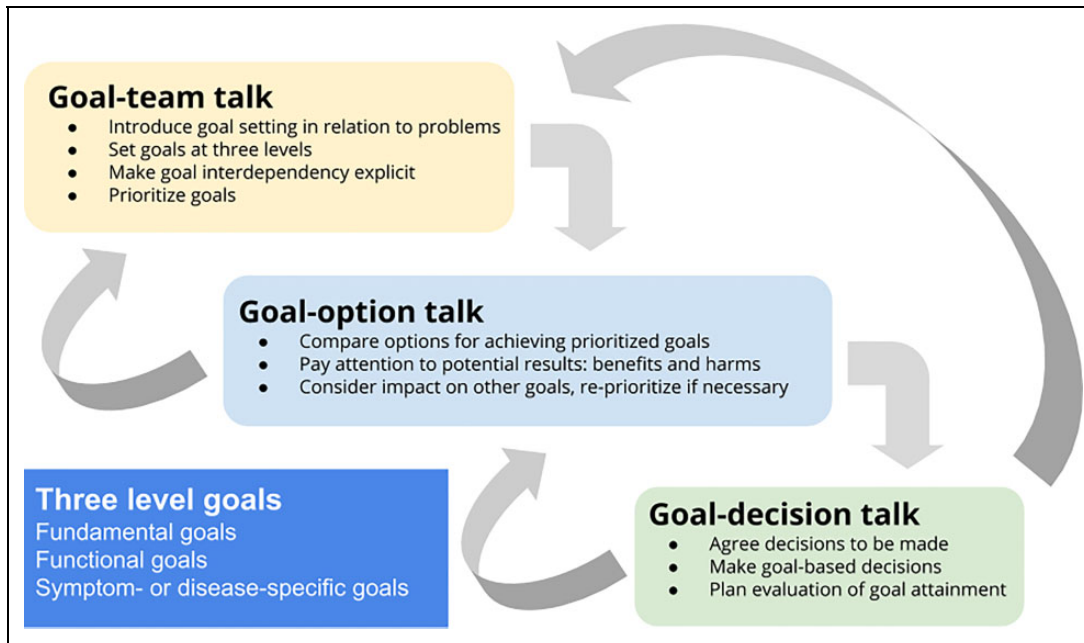 Goal-team talk
● Introduce goal setting in relation to problems
● Set goals at three levels
● Make goal interdependency explicit
● Prioritize goals
Goal-option talk
● Compare options for achieving prioritized goals
● Pay attention to potential results: benefits and harms
● Consider impact on other goals, re-prioritize if necessary
Three level goals
Fundamental goals
Functional goals
Symptom- or disease-specific goals
Goal-decision talk
● Agree decisions to be made
● Make goal-based decisions
● Plan evaluation of goal attainment